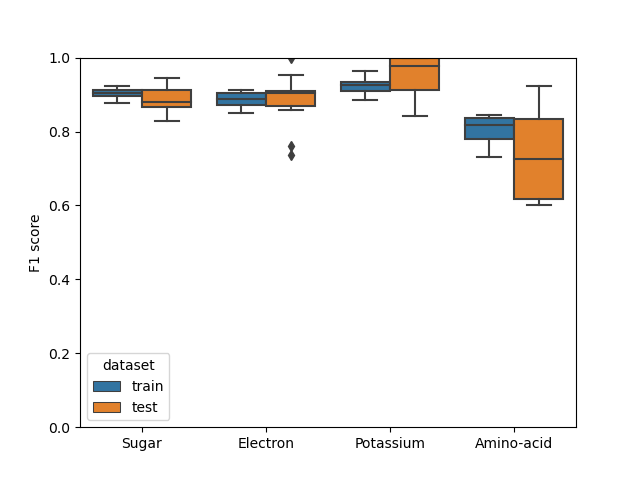 1.0
0.8
0.6
0.4
0.2
0.0
F1 score
dataset
train
test
Sugar Electron Potassium Amino-acid